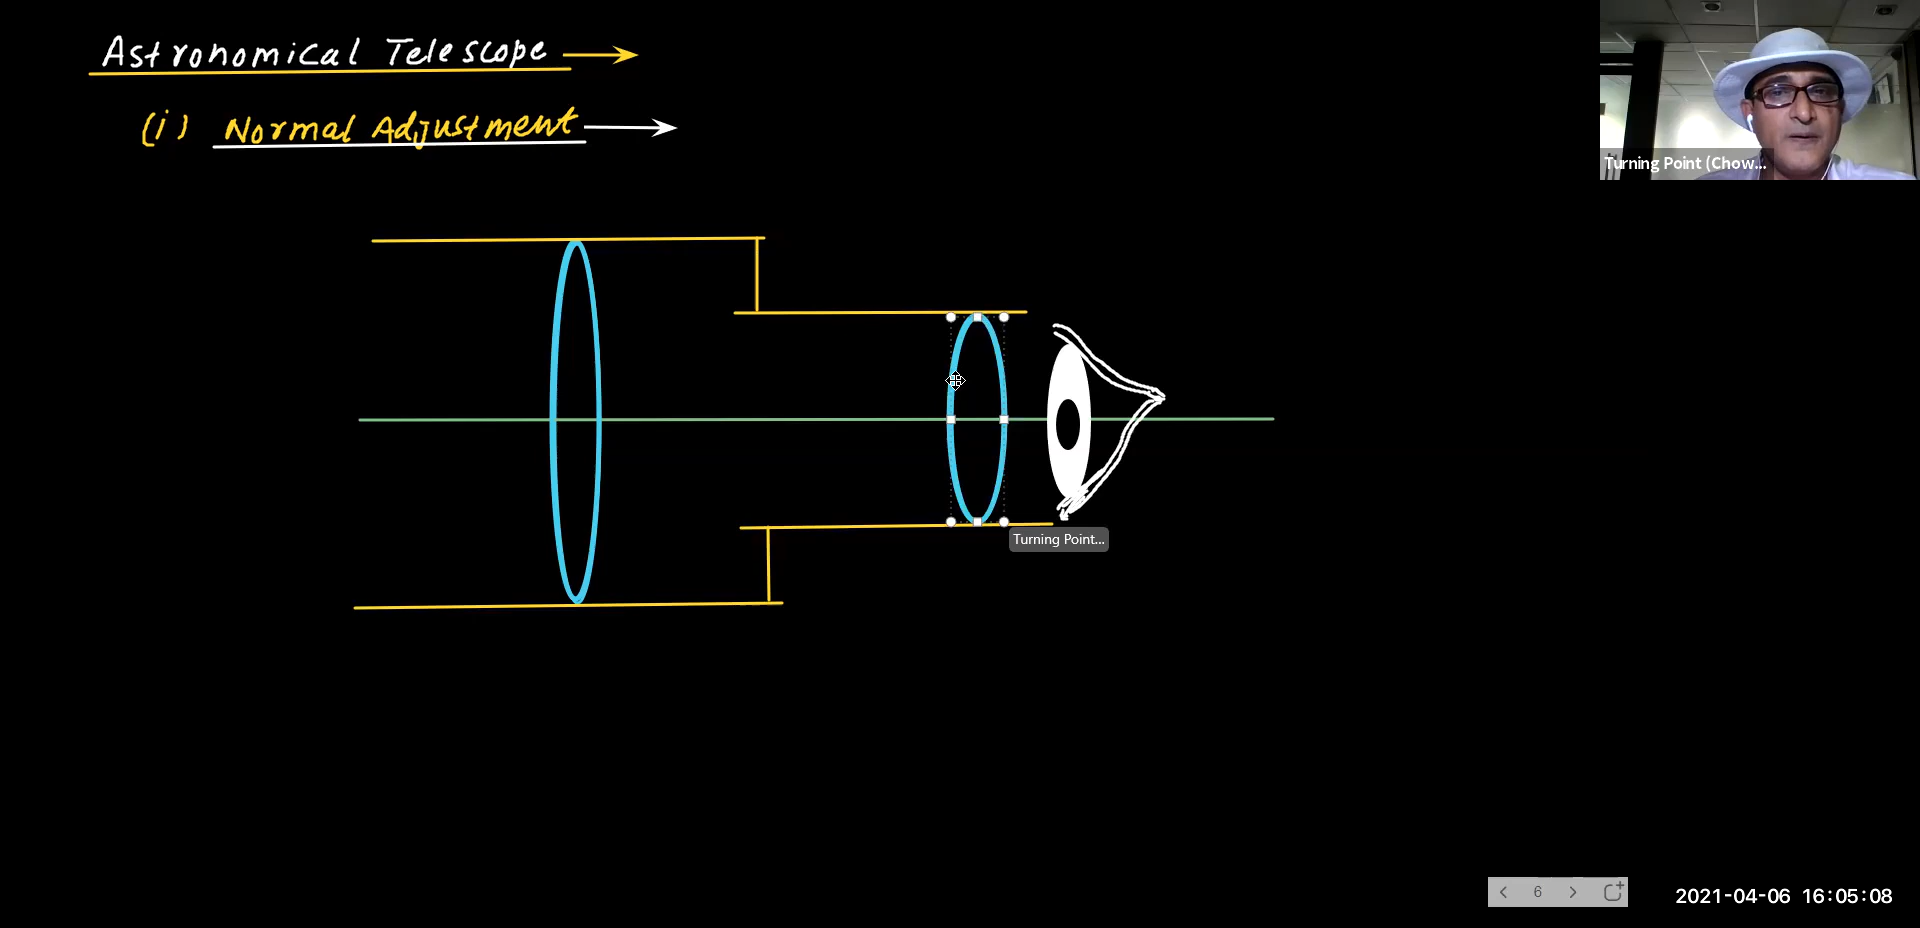 Astronomical Telescope
(i) Normal Adjustment
Turning Point (Chow...
Turning Point...
6
2021-04-06 16:05:08